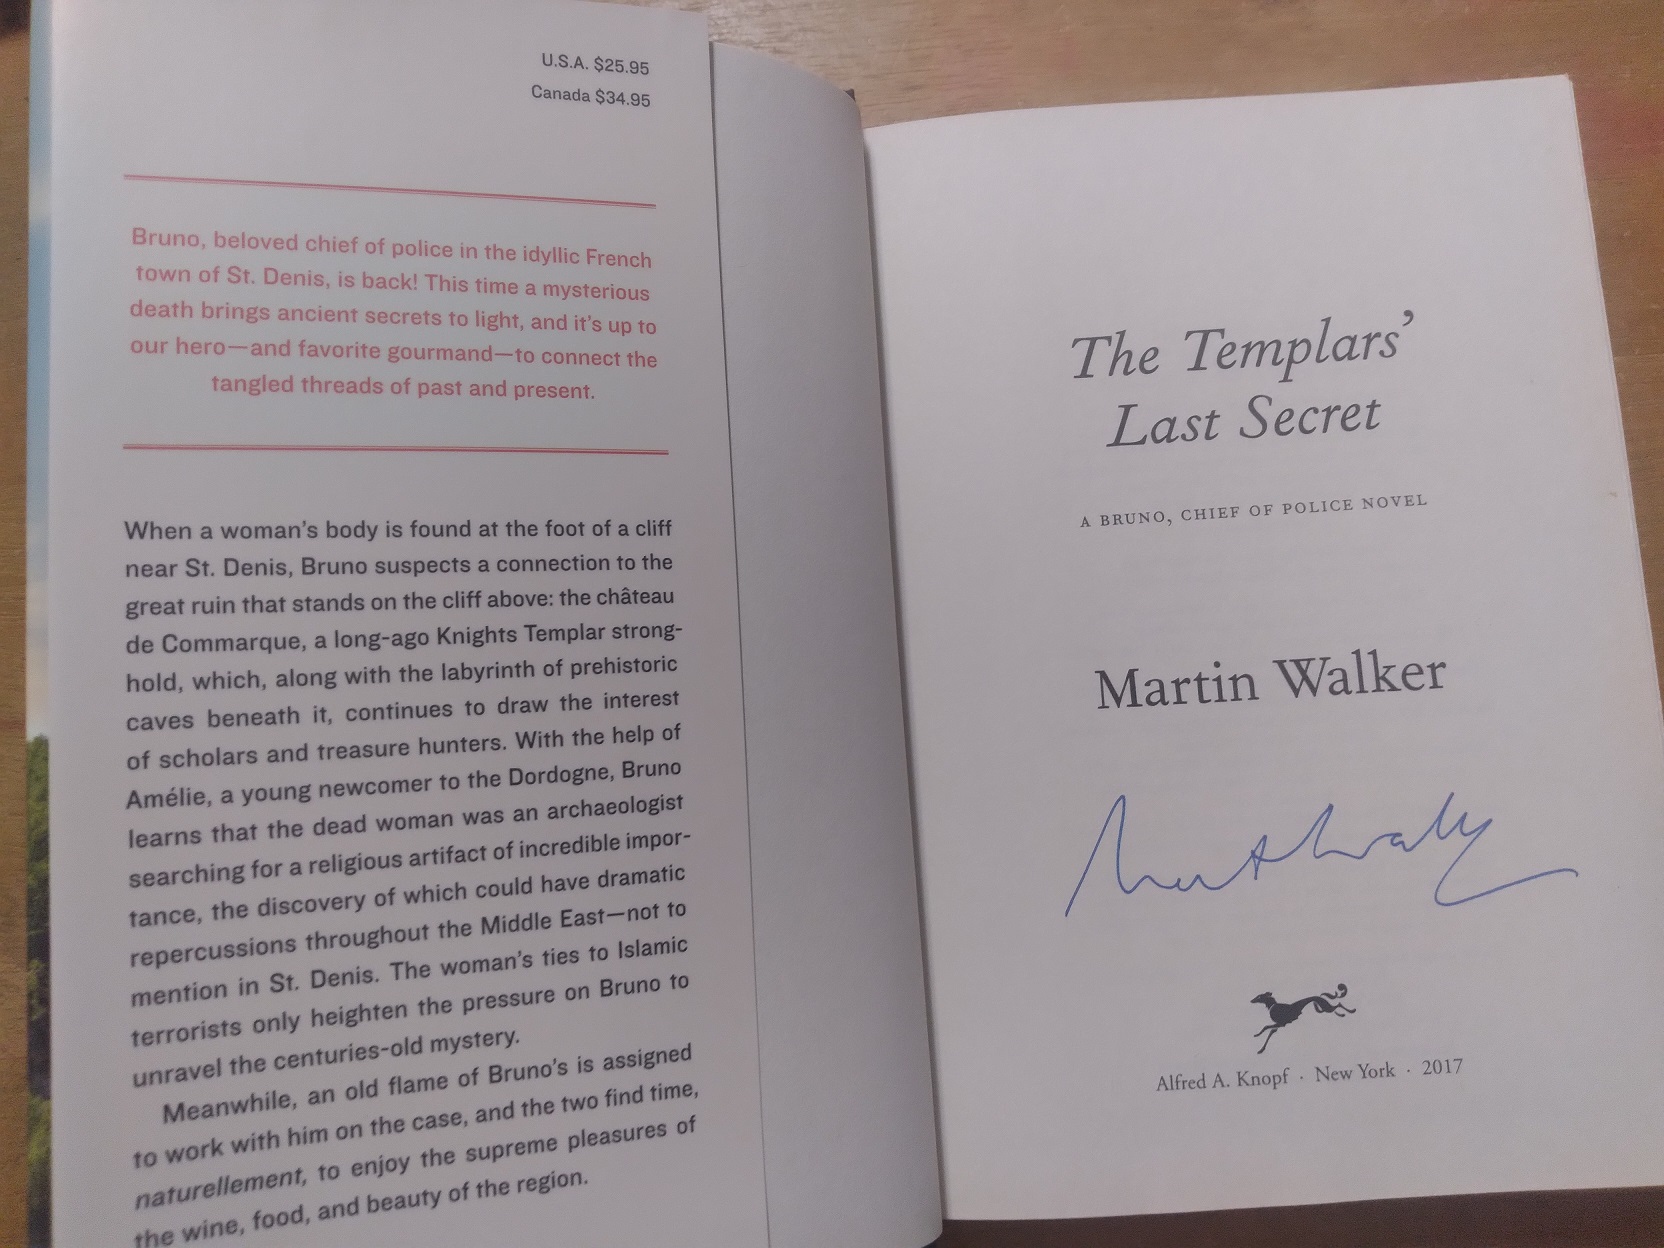 U.S.A. $25.95
Canada $34.95
Bruno, beloved chief of police in the idyllic French
town of St. Denis, is back! This time a mysterious
death brings ancient secrets to light, and it's up to
our hero—and favorite gourmand—to connect the
tangled threads of past and present.
When a woman's body is found at the foot of a cliff
near St. Denis, Bruno suspects a connection to the
great ruin that stands on the cliff above: the château
de Commarque, a long-ago Knights Templar strong-
hold, which, along with the labyrinth of prehistoric
caves beneath it, continues to draw the interest
of scholars and treasure hunters. With the help of
Amélie, a young newcomer to the Dordogne, Bruno
learns that the dead woman was an archaeologist
searching for a religious artifact of incredible impor-
tance, the discovery of which could have dramatic
repercussions throughout the Middle East—not to
mention in St. Denis. The woman's ties to Islamic
terrorists only heighten the pressure on Bruno to
unravel the centuries-old mystery.
Meanwhile, an old flame of Bruno's is assigned
to work with him on the case, and the two find time,
naturellement, to enjoy the supreme pleasures of
the wine, food, and beauty of the region.
The Templars'
Last Secret
A BRUNO, CHIEF OF POLICE NOVEL
Martin Walker
Alfred A. Knopf · New York · 2017